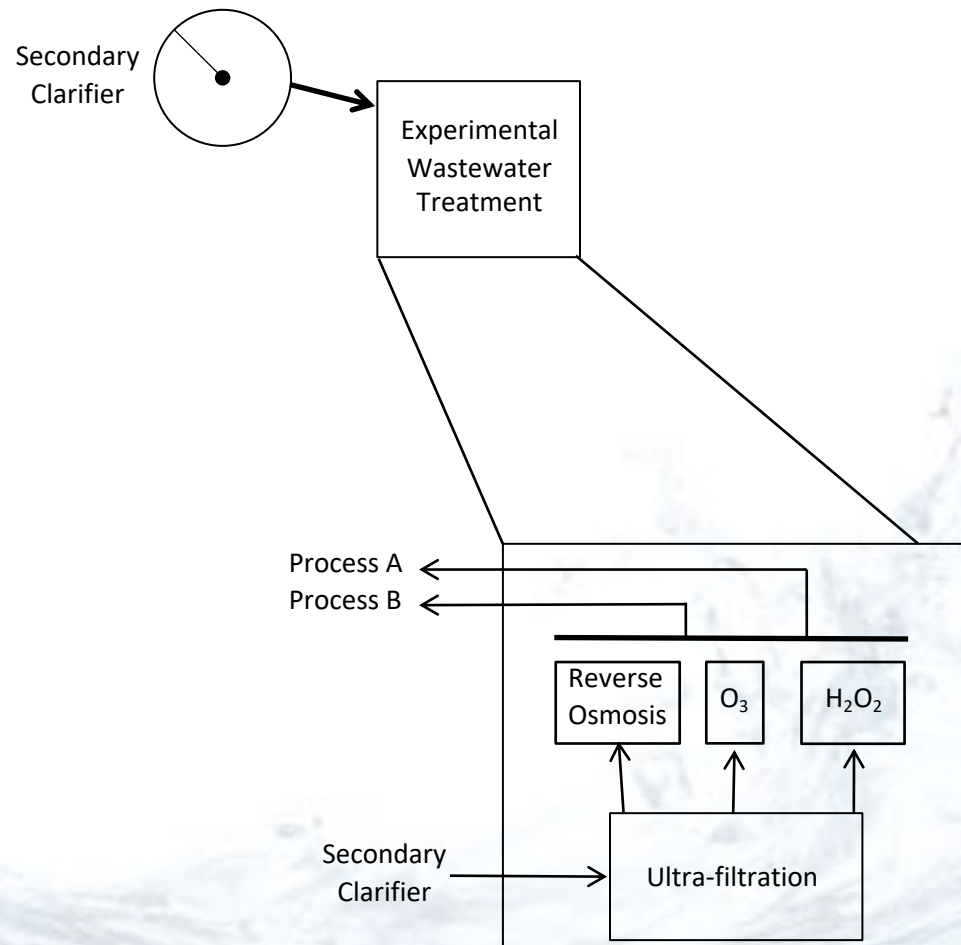 Secondary
Clarifier
Experimental
Wastewater
Treatment
Process A
Process B
Reverse
Osmosis
O₃
H₂O₂
Secondary
Clarifier
Ultra-filtration